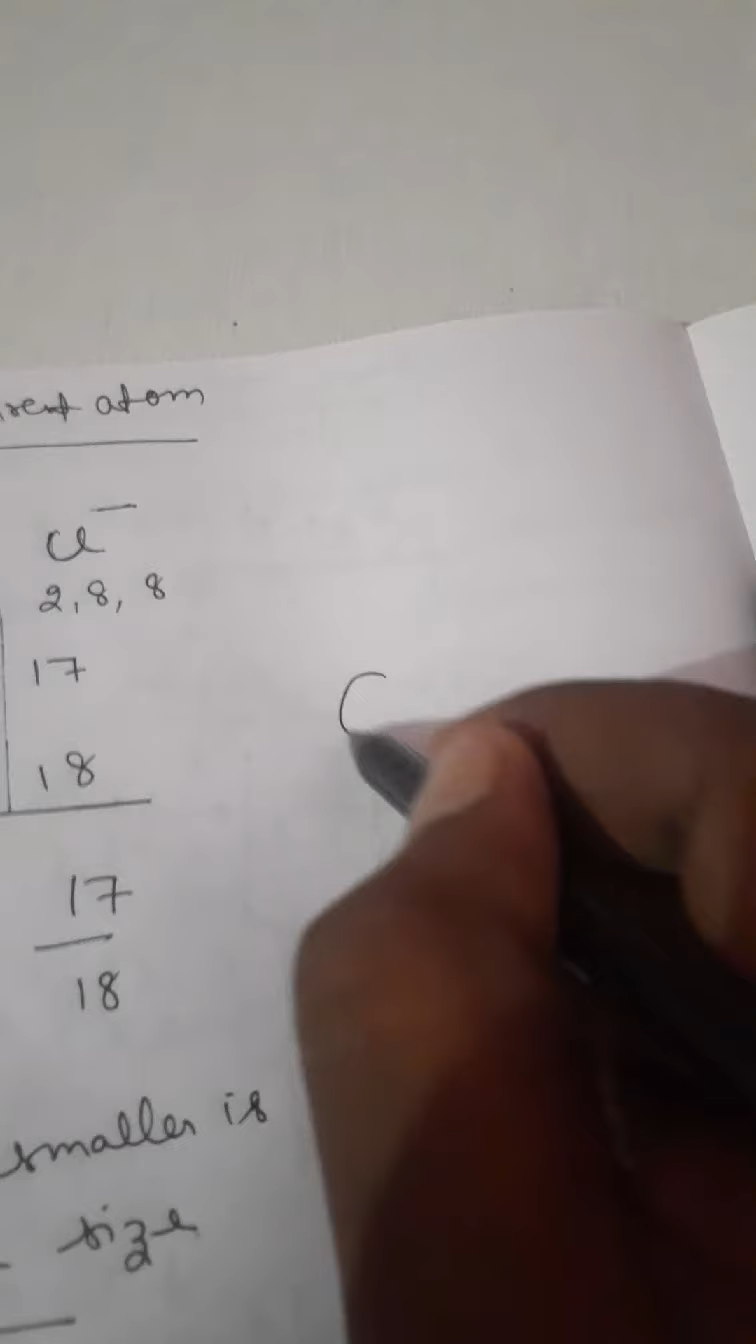 atom
Cl⁻
2, 8, 8
17
18
17
18
smaller is
size
C